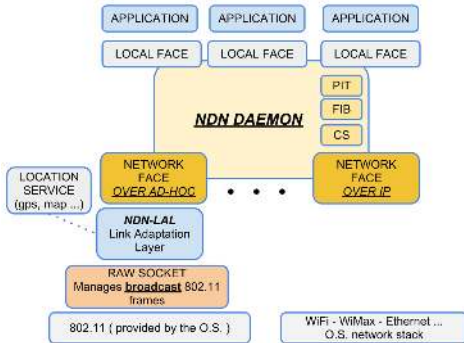 APPLICATION APPLICATION APPLICATION
LOCAL FACE LOCAL FACE LOCAL FACE
NDN DAEMON
PIT
FIB
CS
NETWORK
FACE
OVER AD-HOC
NETWORK
FACE
OVER IP
LOCATION
SERVICE
(gps, map ...)
NDN-LAL
Link Adaptation
Layer
RAW SOCKET
Manages broadcast 802.11
frames
802.11 ( provided by the O.S. )
WiFi - WiMax - Ethernet ...
O.S. network stack